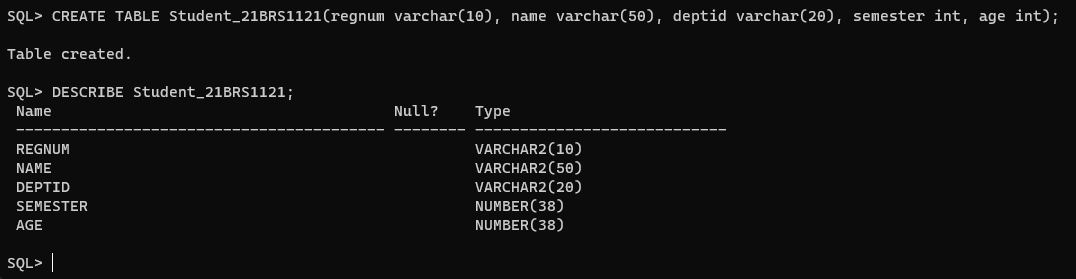 SQL> CREATE TABLE Student_21BRS1121(regnum varchar(10), name varchar(50), deptid varchar(20), semester int, age int);
Table created.
SQL> DESCRIBE Student_21BRS1121;
Name Null? Type
----------------------------------------- -------- ----------------------------
REGNUM VARCHAR2(10)
NAME VARCHAR2(50)
DEPTID VARCHAR2(20)
SEMESTER NUMBER(38)
AGE NUMBER(38)
SQL>